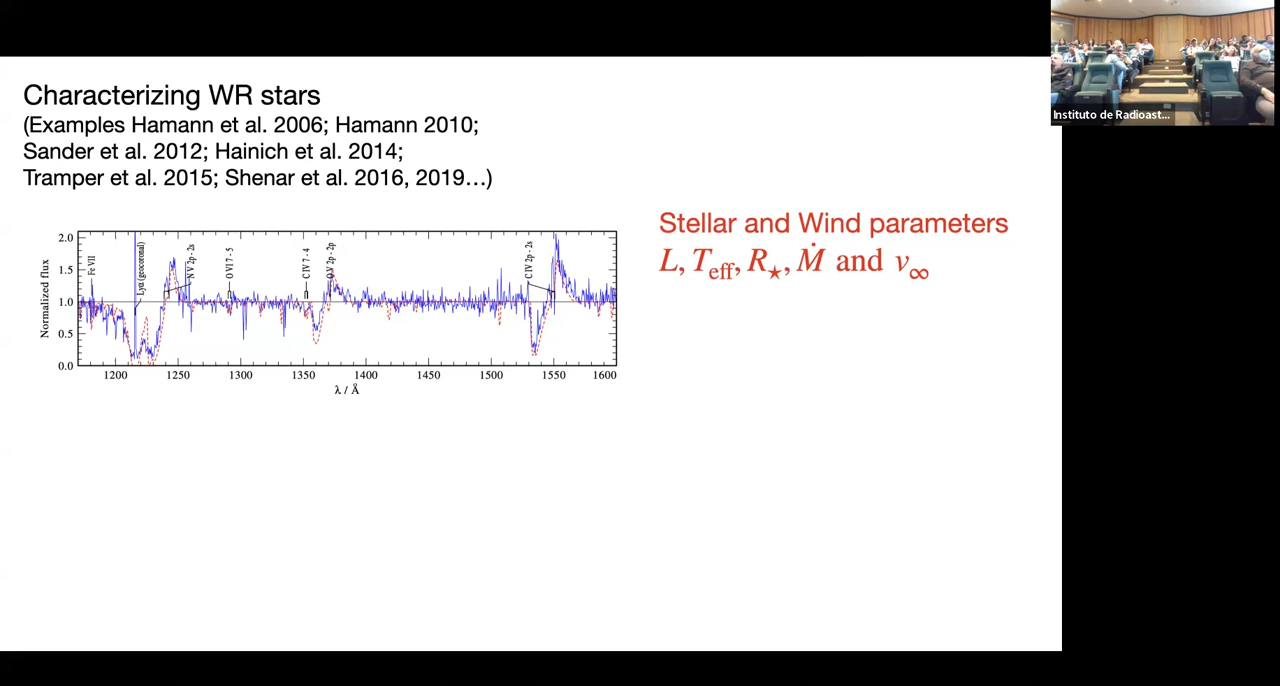 Instituto de Radioast...
Characterizing WR stars
(Examples Hamann et al. 2006; Hamann 2010;
Sander et al. 2012; Hainich et al. 2014;
Tramper et al. 2015; Shenar et al. 2016, 2019…)
Stellar and Wind parameters
L, T_eff, R_⋆, Ṁ and v_∞
Normalized flux
2.0
1.5
1.0
0.5
0.0
Fe VII
Lyα (geocoronal)
N V 2p - 2s
O VI 7 - 5
C IV 7 - 4
2p - 2p
C IV 2p - 2s
1200 1250 1300 1350 1400 1450 1500 1550 1600
λ / Å